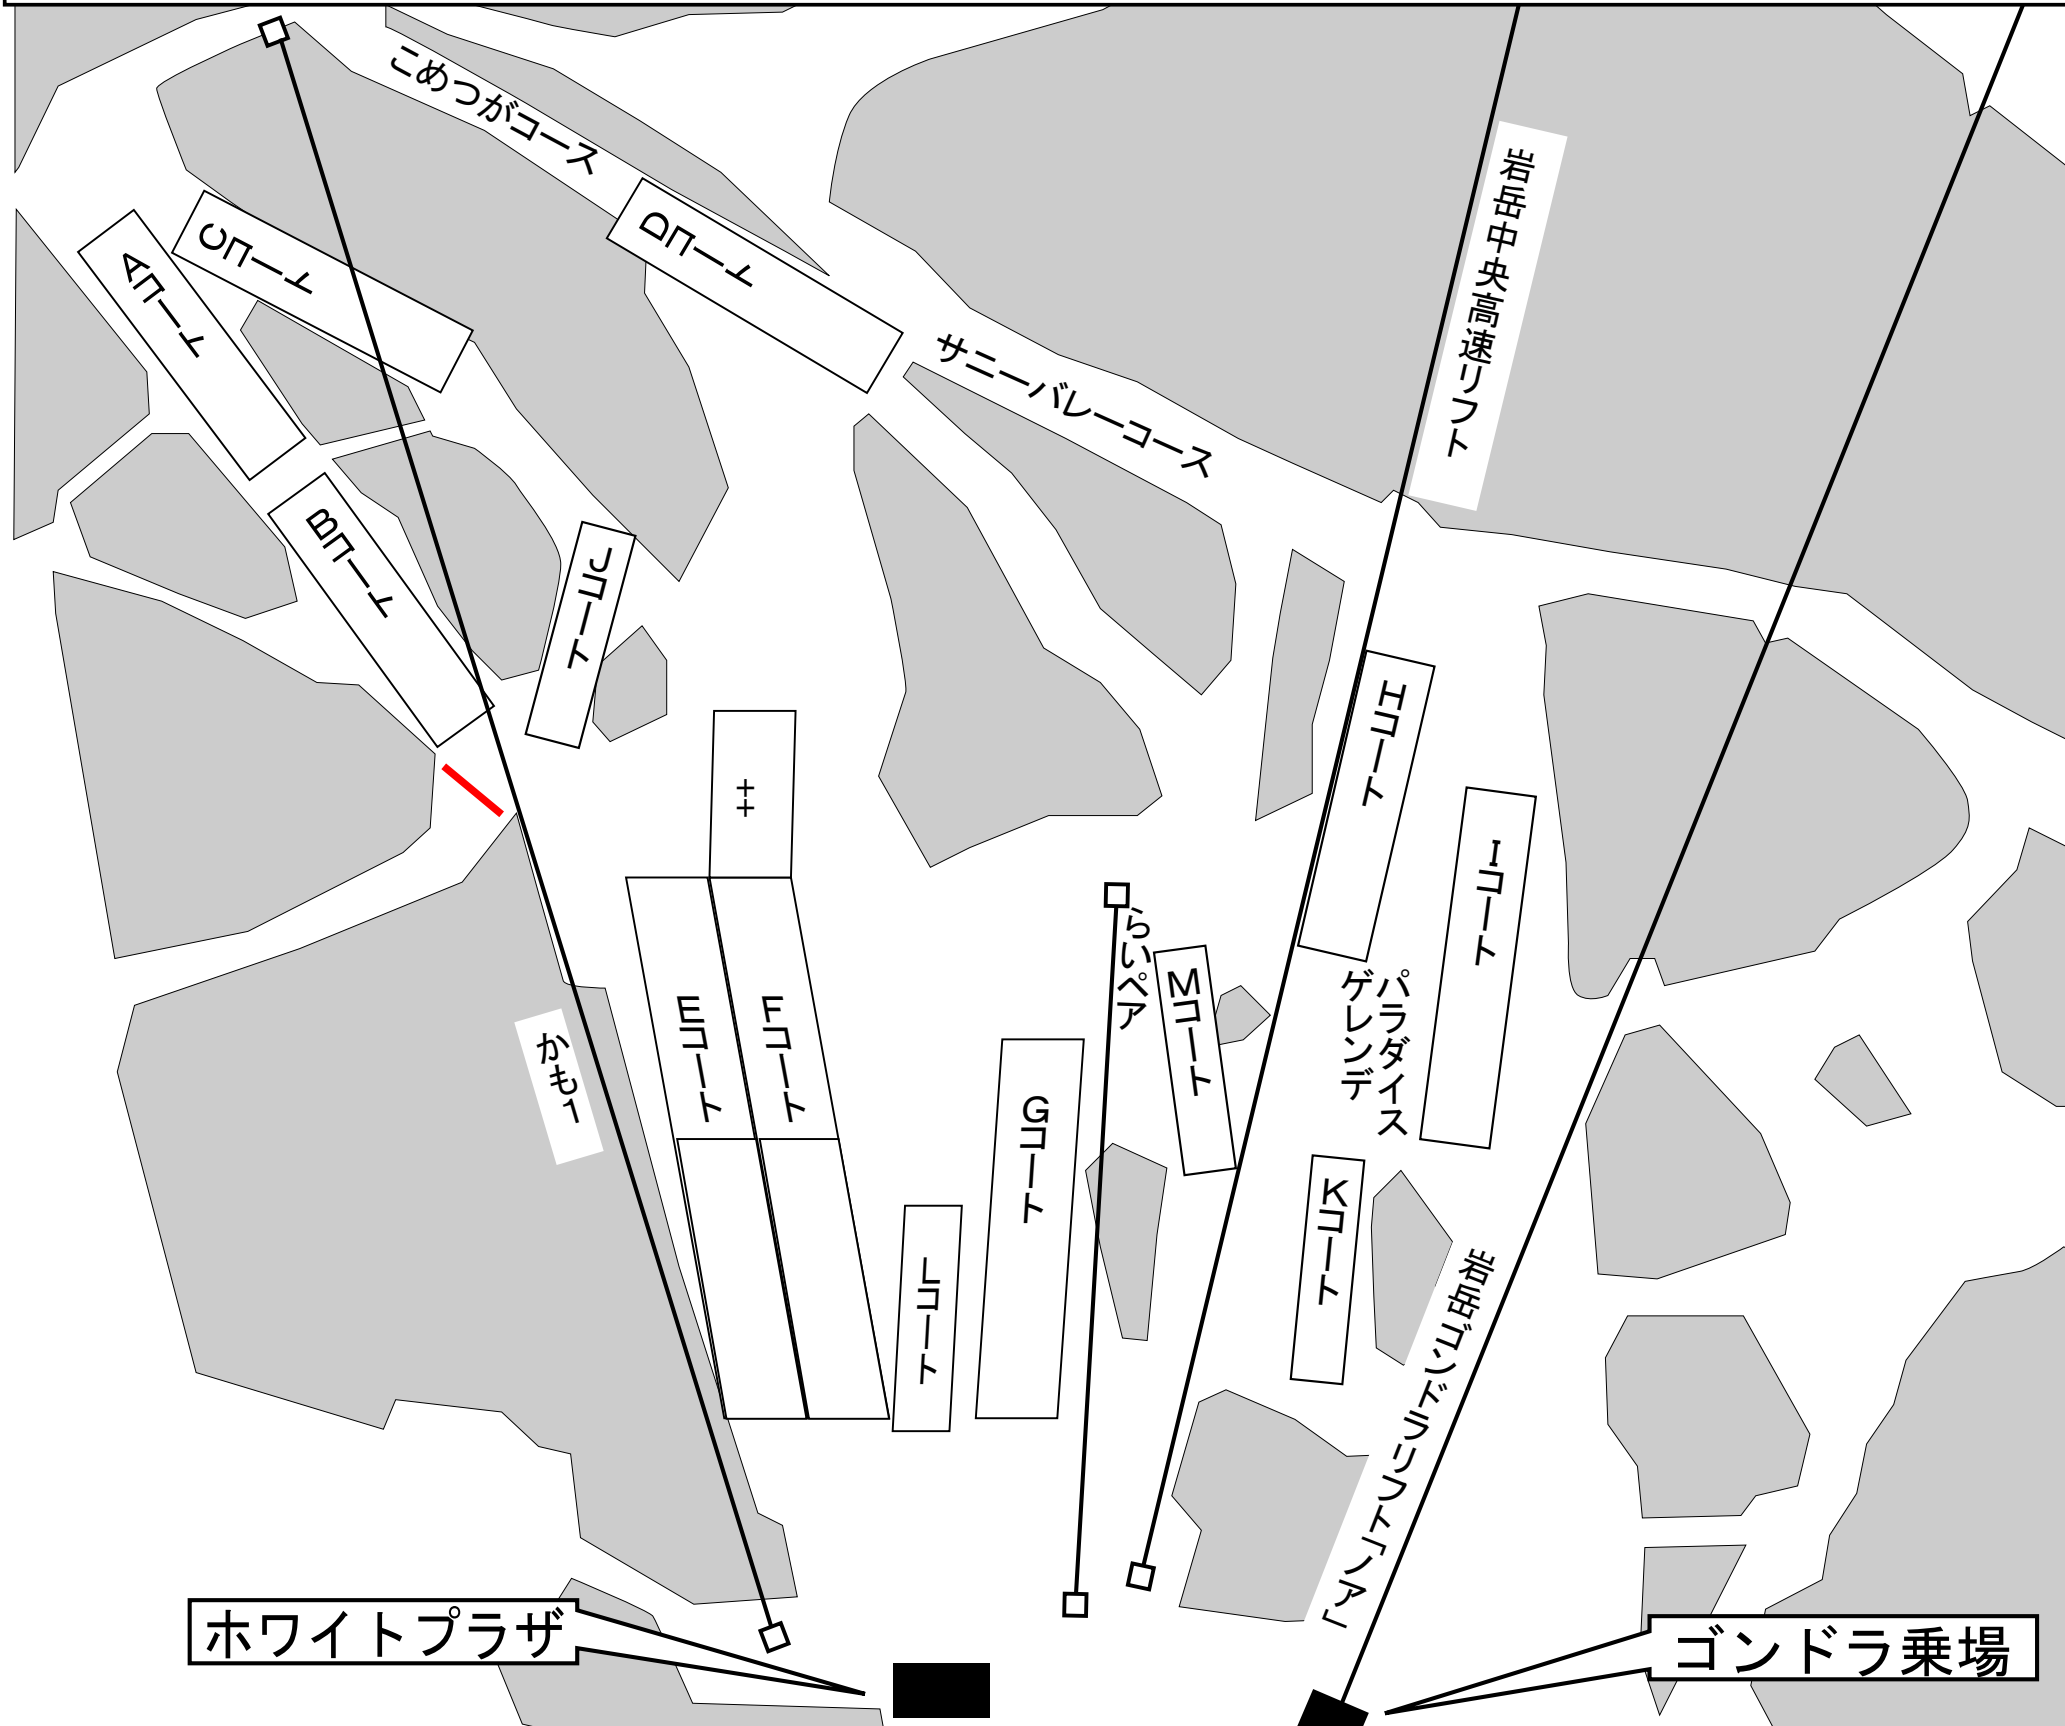 こめつがコース
Cコート
Aコート
Dコート
サニーバレーコース
岩岳中央高速リフト
Bコート
Jコート
Hコート
Iコート
らいペア
Mコート
パラダイス
ゲレンデ
Eコート
Fコート
かも1
Gコート
Kコート
Lコート
岩岳ゴンドラリフト「ノア」
ホワイトプラザ
ゴンドラ乗場